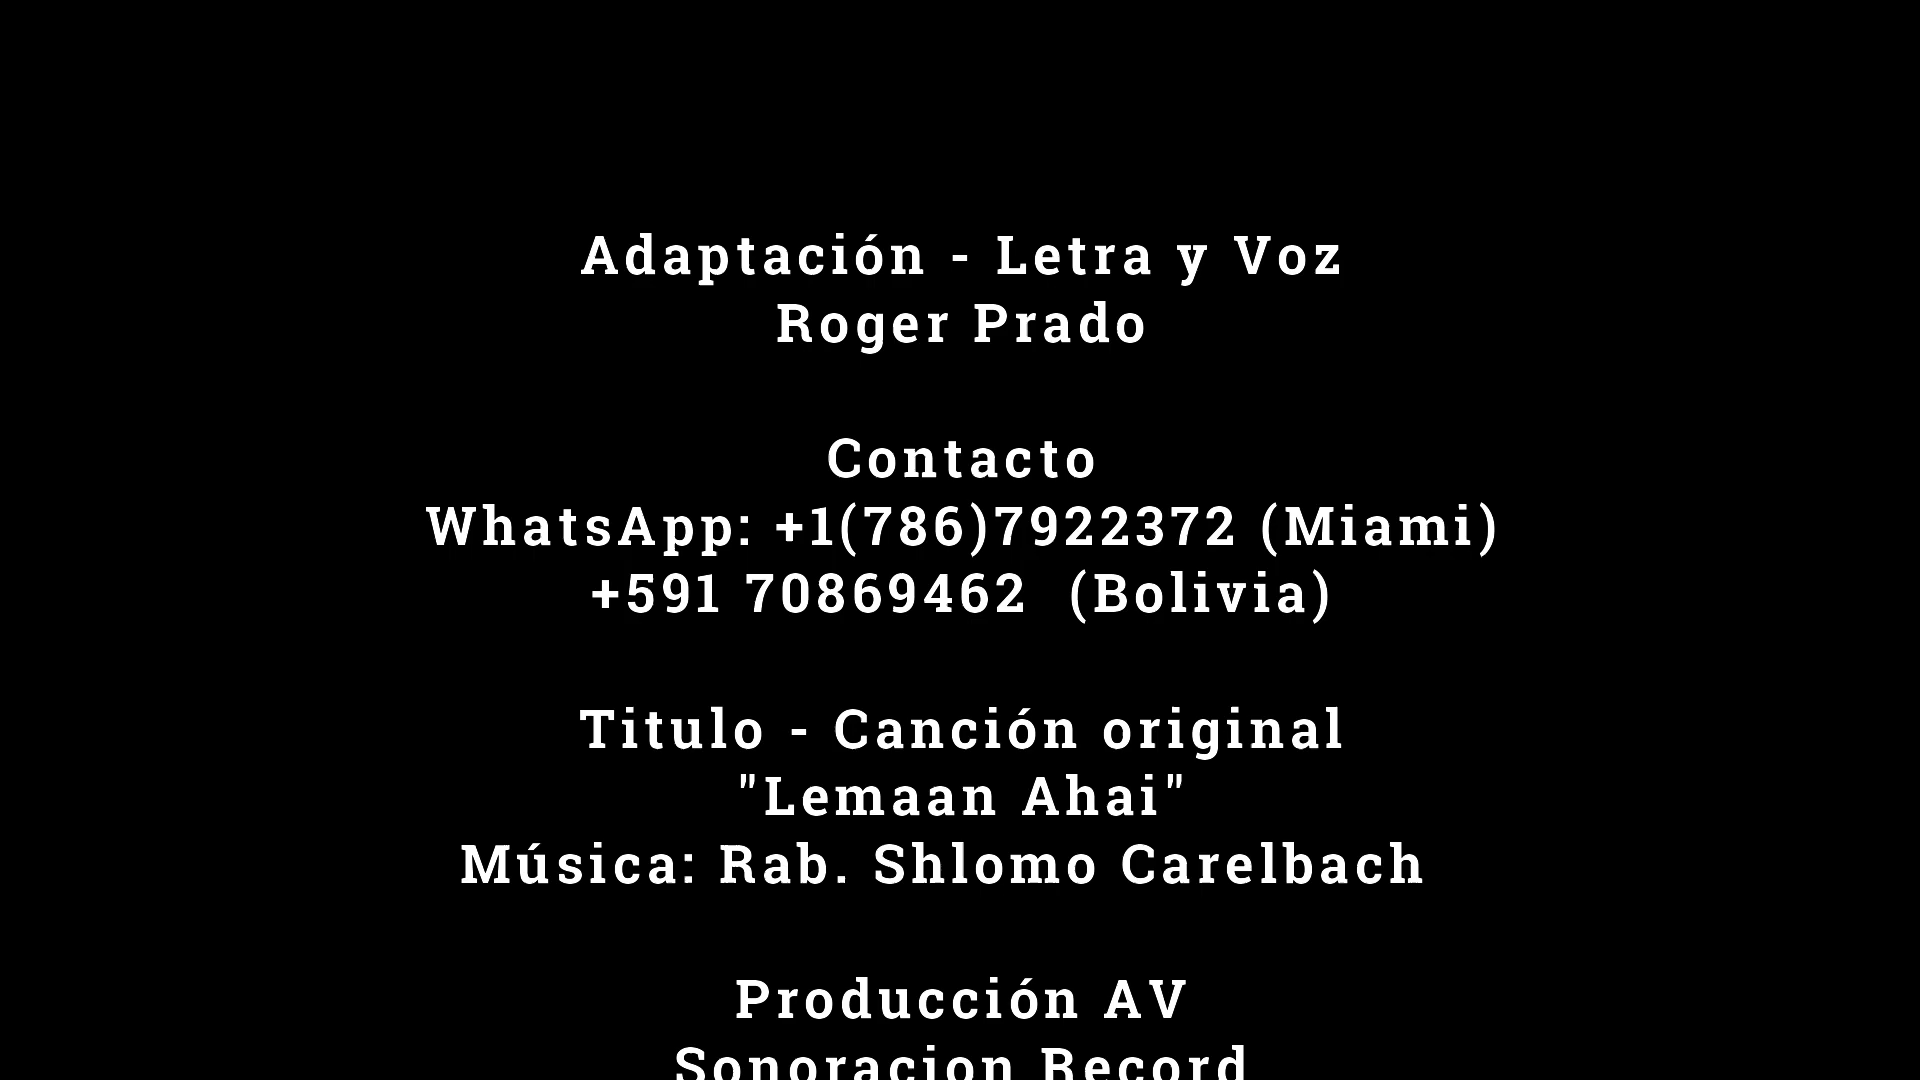 Adaptación - Letra y Voz
Roger Prado
Contacto
WhatsApp: +1(786)7922372 (Miami)
+591 70869462 (Bolivia)
Titulo - Canción original
"Lemaan Ahai"
Música: Rab. Shlomo Carelbach
Producción AV
Sonoracion Record